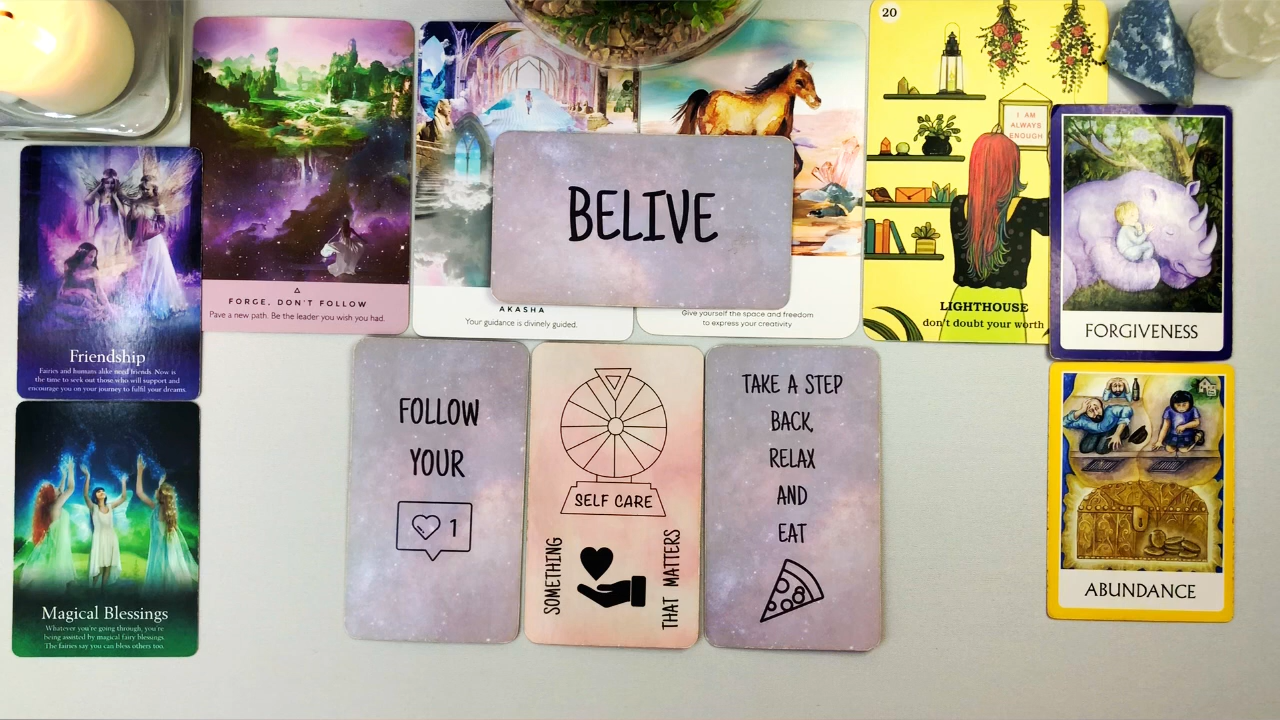 20
I AM
ALWAYS
ENOUGH
FORGE, DON'T FOLLOW
Pave a new path. Be the leader you wish you had.
AKASHA
Your guidance is divinely guided.
BELIVE
Give yourself the space and freedom
to express your creativity
LIGHTHOUSE
don't doubt your worth
FORGIVENESS
Friendship
Fairies and humans alike need friends. Now is
the time to seek out those who will support and
encourage you on your journey to fulfil your dreams.
FOLLOW
YOUR
1
SELF CARE
SOMETHING
THAT MATTERS
TAKE A STEP
BACK,
RELAX
AND
EAT
Magical Blessings
Whatever you're going through, you're
being assisted by magical fairy blessings.
The fairies say you can bless others too.
ABUNDANCE